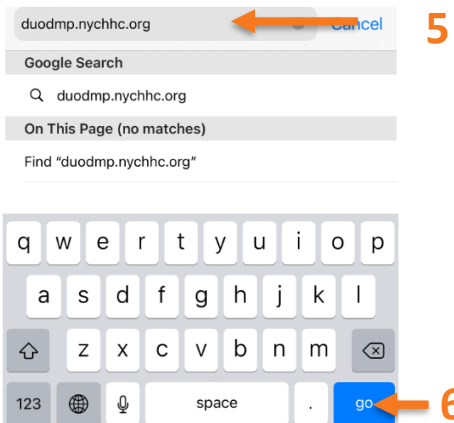 duodmp.nychhc.org Cancel 5
Google Search
duodmp.nychhc.org
On This Page (no matches)
Find “duodmp.nychhc.org”
q w e r t y u i o p
a s d f g h j k l
z x c v b n m
123 space . go 6